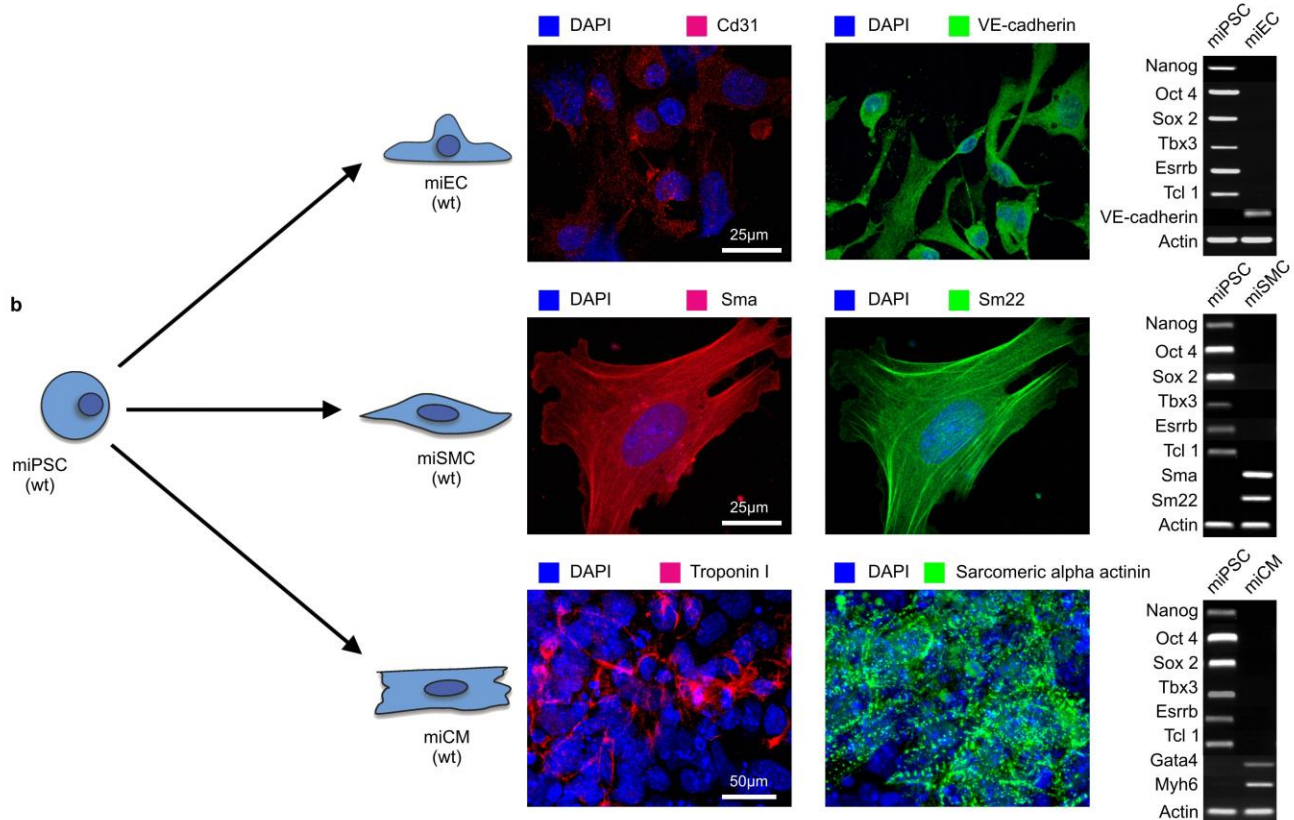 DAPI Cd31
DAPI VE-cadherin
miPSC miEC
Nanog
Oct 4
Sox 2
Tbx3
Esrrb
Tcl 1
VE-cadherin
Actin
miEC
(wt)
25µm
b
DAPI Sma
DAPI Sm22
miPSC miSMC
Nanog
Oct 4
Sox 2
Tbx3
Esrrb
Tcl 1
Sma
Sm22
Actin
miPSC
(wt)
miSMC
(wt)
25µm
DAPI Troponin I
DAPI Sarcomeric alpha actinin
miPSC miCM
Nanog
Oct 4
Sox 2
Tbx3
Esrrb
Tcl 1
Gata4
Myh6
Actin
miCM
(wt)
50µm